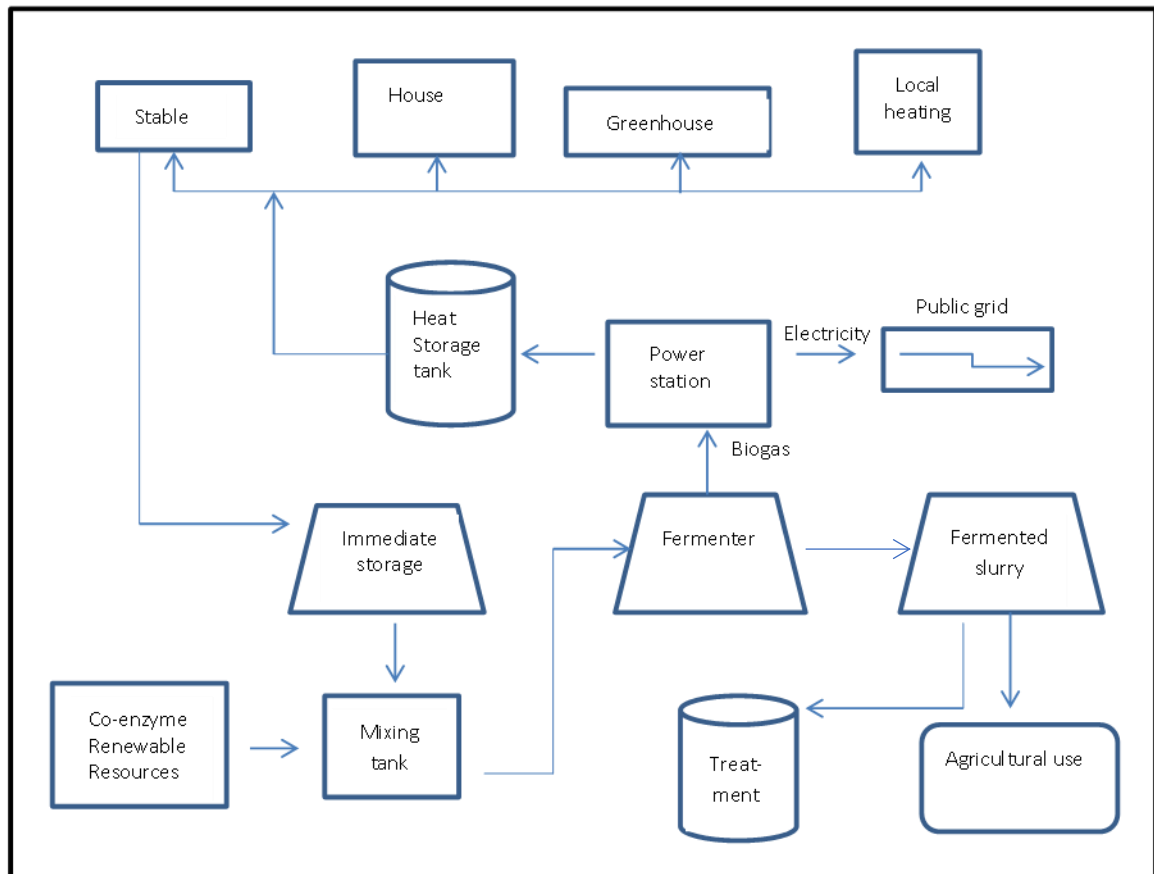 Stable
House
Greenhouse
Local
heating
Heat
Storage
tank
Power
station
Electricity
Public grid
Biogas
Immediate
storage
Fermenter
Fermented
slurry
Co-enzyme
Renewable
Resources
Mixing
tank
Treat-
ment
Agricultural use